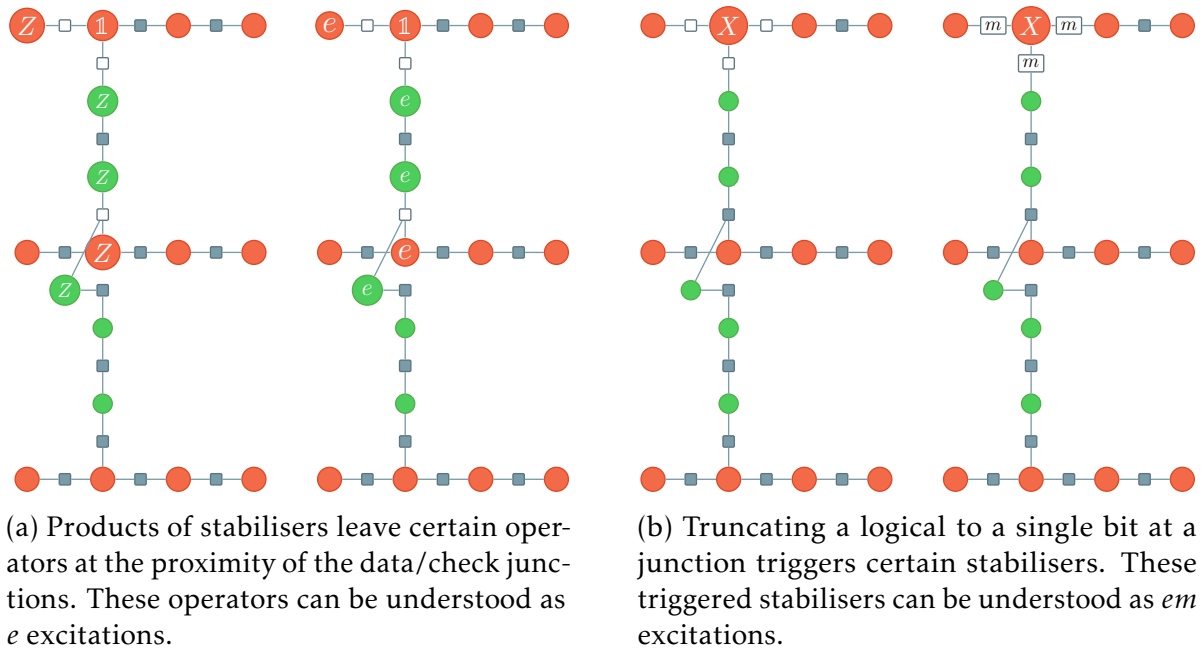 Z 𝟙 e 𝟙 X m X m
m
Z e
Z e
Z e
Z e
(a) Products of stabilisers leave certain oper-
ators at the proximity of the data/check junc-
tions. These operators can be understood as
e excitations.
(b) Truncating a logical to a single bit at a
junction triggers certain stabilisers. These
triggered stabilisers can be understood as em
excitations.